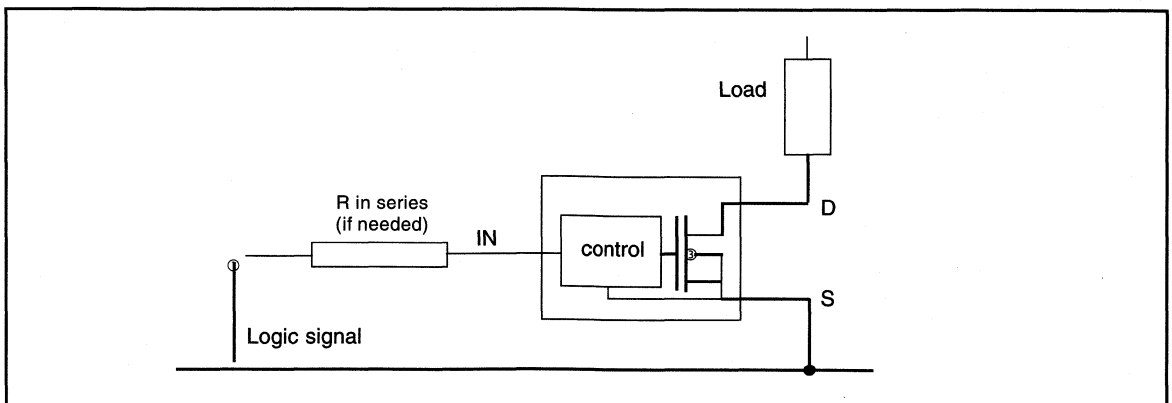 Load
R in series
(if needed)
IN
control
D
S
Logic signal